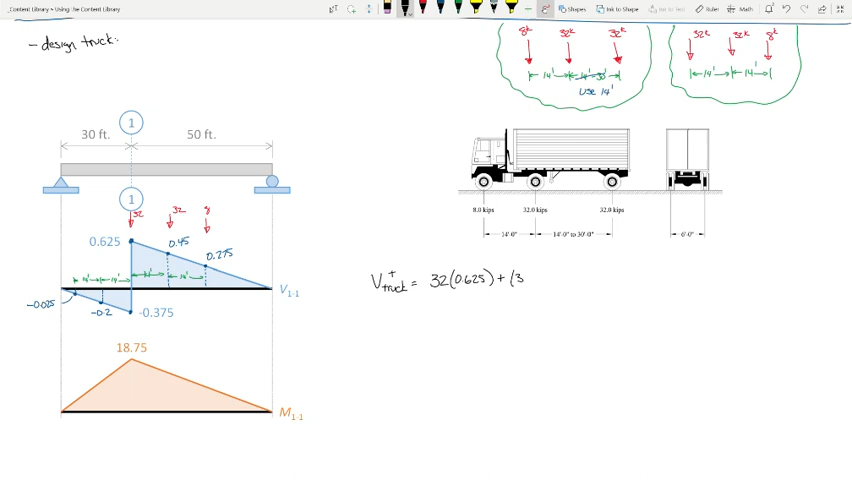 _Content Library » Using the Content Library
Shapes Ink to Shape Ink to Text Ruler Math
- design truck:
8k 32k 32k
14' 14'-30'
USE 14'
32k 32k 8k
14' 14'
1
30 ft. 50 ft.
1
32 32 8
0.625 0.45
0.275
14' 14' 14' 14'
-0.025 V1-1
-0.2 -0.375
18.75
M1-1
8.0 kips 32.0 kips 32.0 kips
14'-0" 14'-0" to 30'-0" 6'-0"
V+truck = 32(0.625) + (3